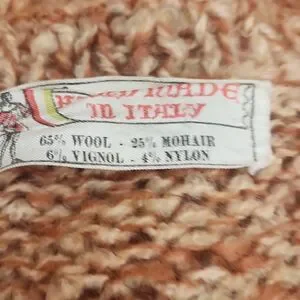 MADE
IN ITALY
65% WOOL - 25% MOHAIR
6% VIGNOL - 4% NYLON